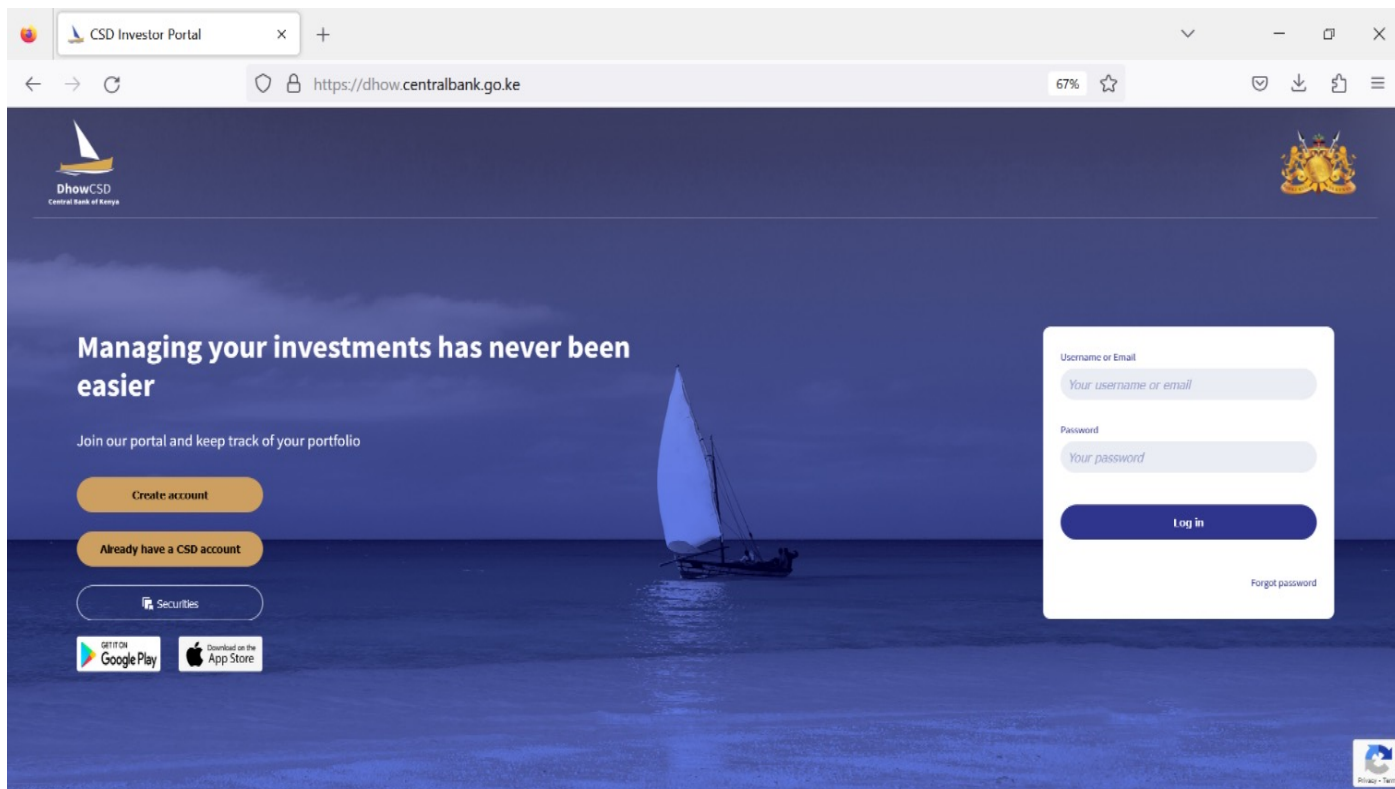 CSD Investor Portal
https://dhow.centralbank.go.ke
67%
DhowCSD
Central Bank of Kenya
Managing your investments has never been
easier
Join our portal and keep track of your portfolio
Create account
Already have a CSD account
Securities
GET IT ON
Google Play
Download on the
App Store
Username or Email
Your username or email
Password
Your password
Log in
Forgot password
Privacy - Term